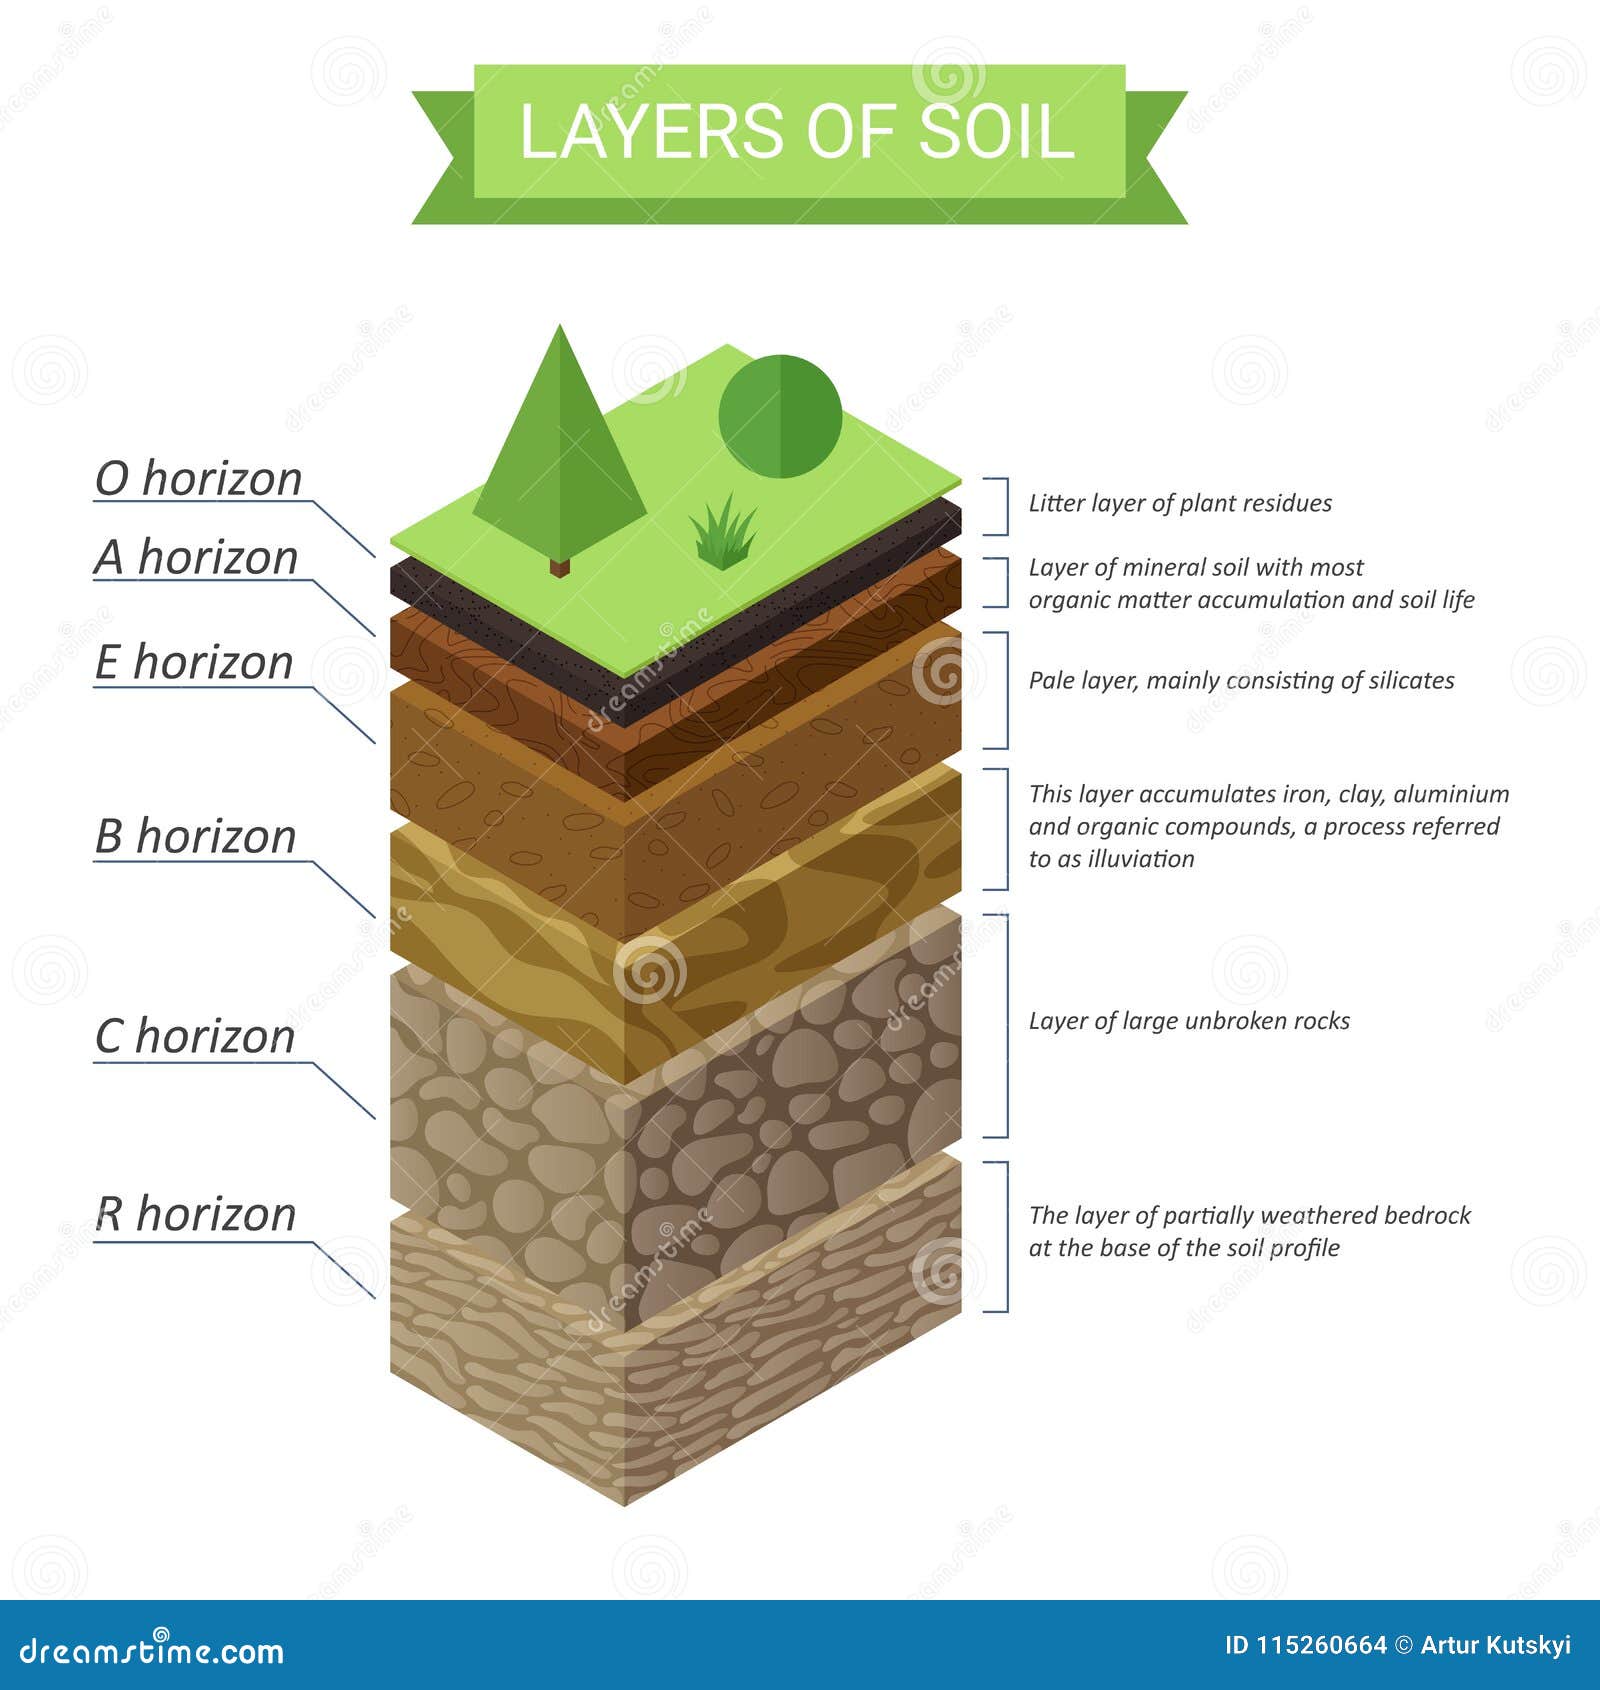 LAYERS OF SOIL
O horizon
Litter layer of plant residues
A horizon
Layer of mineral soil with most
organic matter accumulation and soil life
E horizon
Pale layer, mainly consisting of silicates
B horizon
This layer accumulates iron, clay, aluminium
and organic compounds, a process referred
to as illuviation
C horizon
Layer of large unbroken rocks
R horizon
The layer of partially weathered bedrock
at the base of the soil profile
dreamstime.com
ID 115260664 © Artur Kutskyi